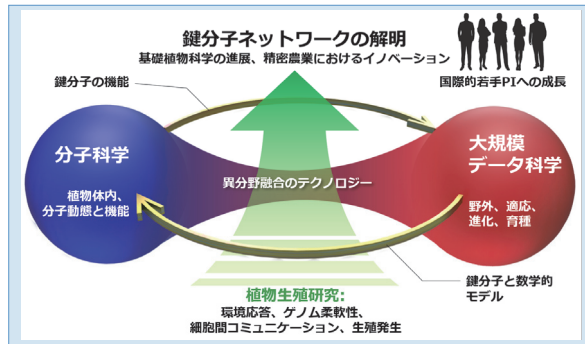 鍵分子ネットワークの解明
基礎植物科学の進展、精密農業におけるイノベーション
国際的若手PIへの成長
鍵分子の機能
分子科学
植物体内、
分子動態と機能
異分野融合のテクノロジー
大規模
データ科学
野外、適応、
進化、育種
鍵分子と数学的
モデル
植物生殖研究:
環境応答、ゲノム柔軟性、
細胞間コミュニケーション、生殖発生